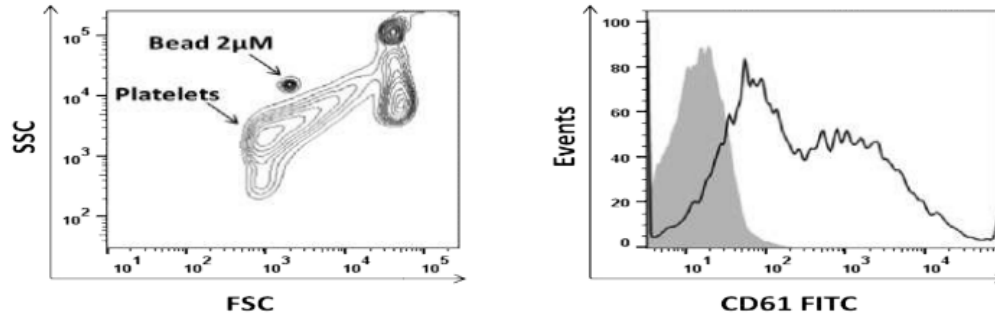 Bead 2µM
Platelets
SSC
10⁵
10⁴
10³
10²
10¹ 10² 10³ 10⁴ 10⁵
FSC
Events
100
80
60
40
20
0
10¹ 10² 10³ 10⁴
CD61 FITC